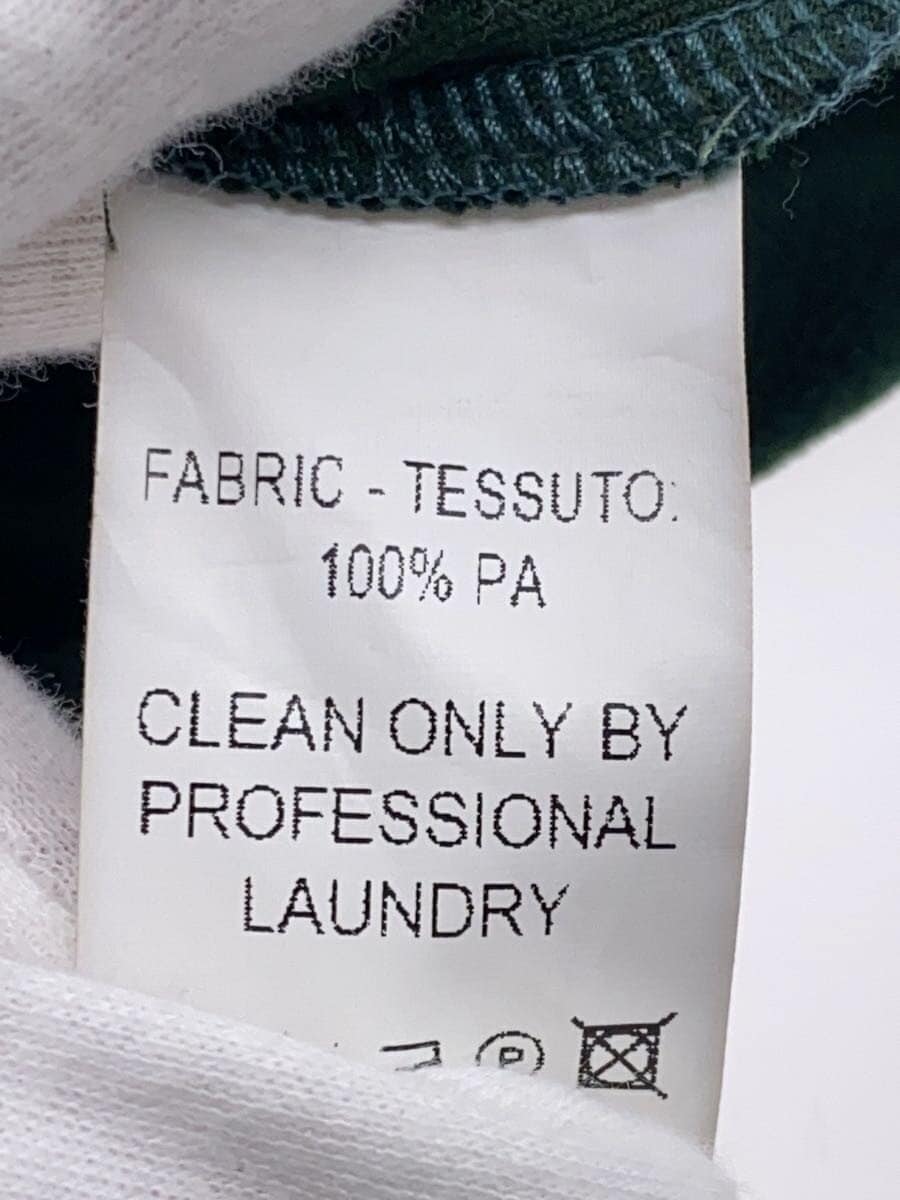 FABRIC - TESSUTO:
100% PA
CLEAN ONLY BY
PROFESSIONAL
LAUNDRY
P